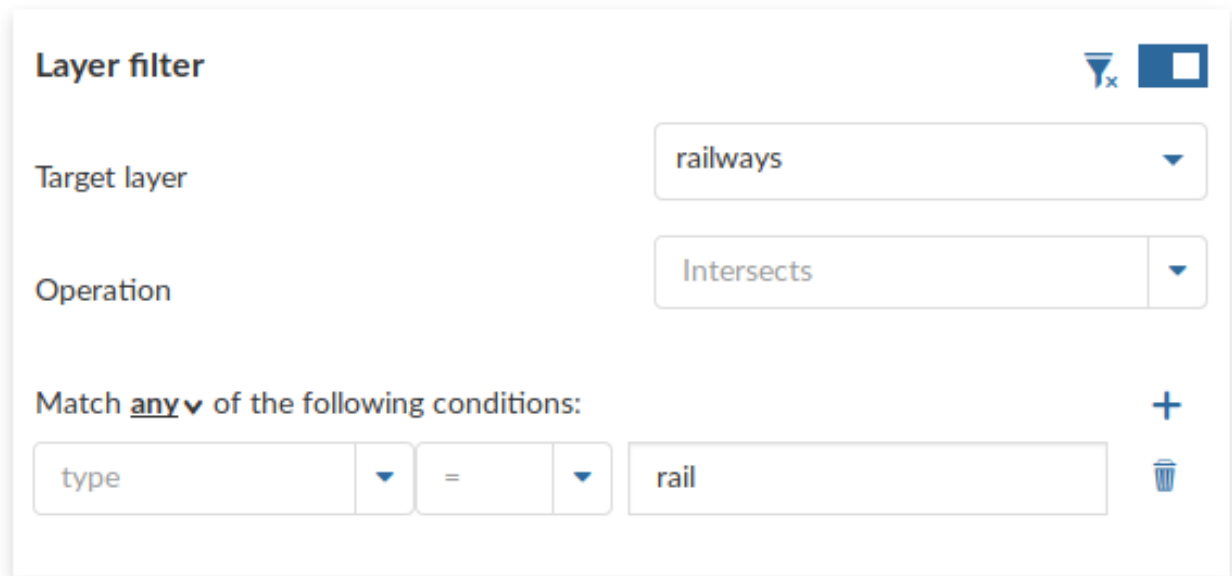 Layer filter
Target layer railways
Operation Intersects
Match any of the following conditions:
type = rail